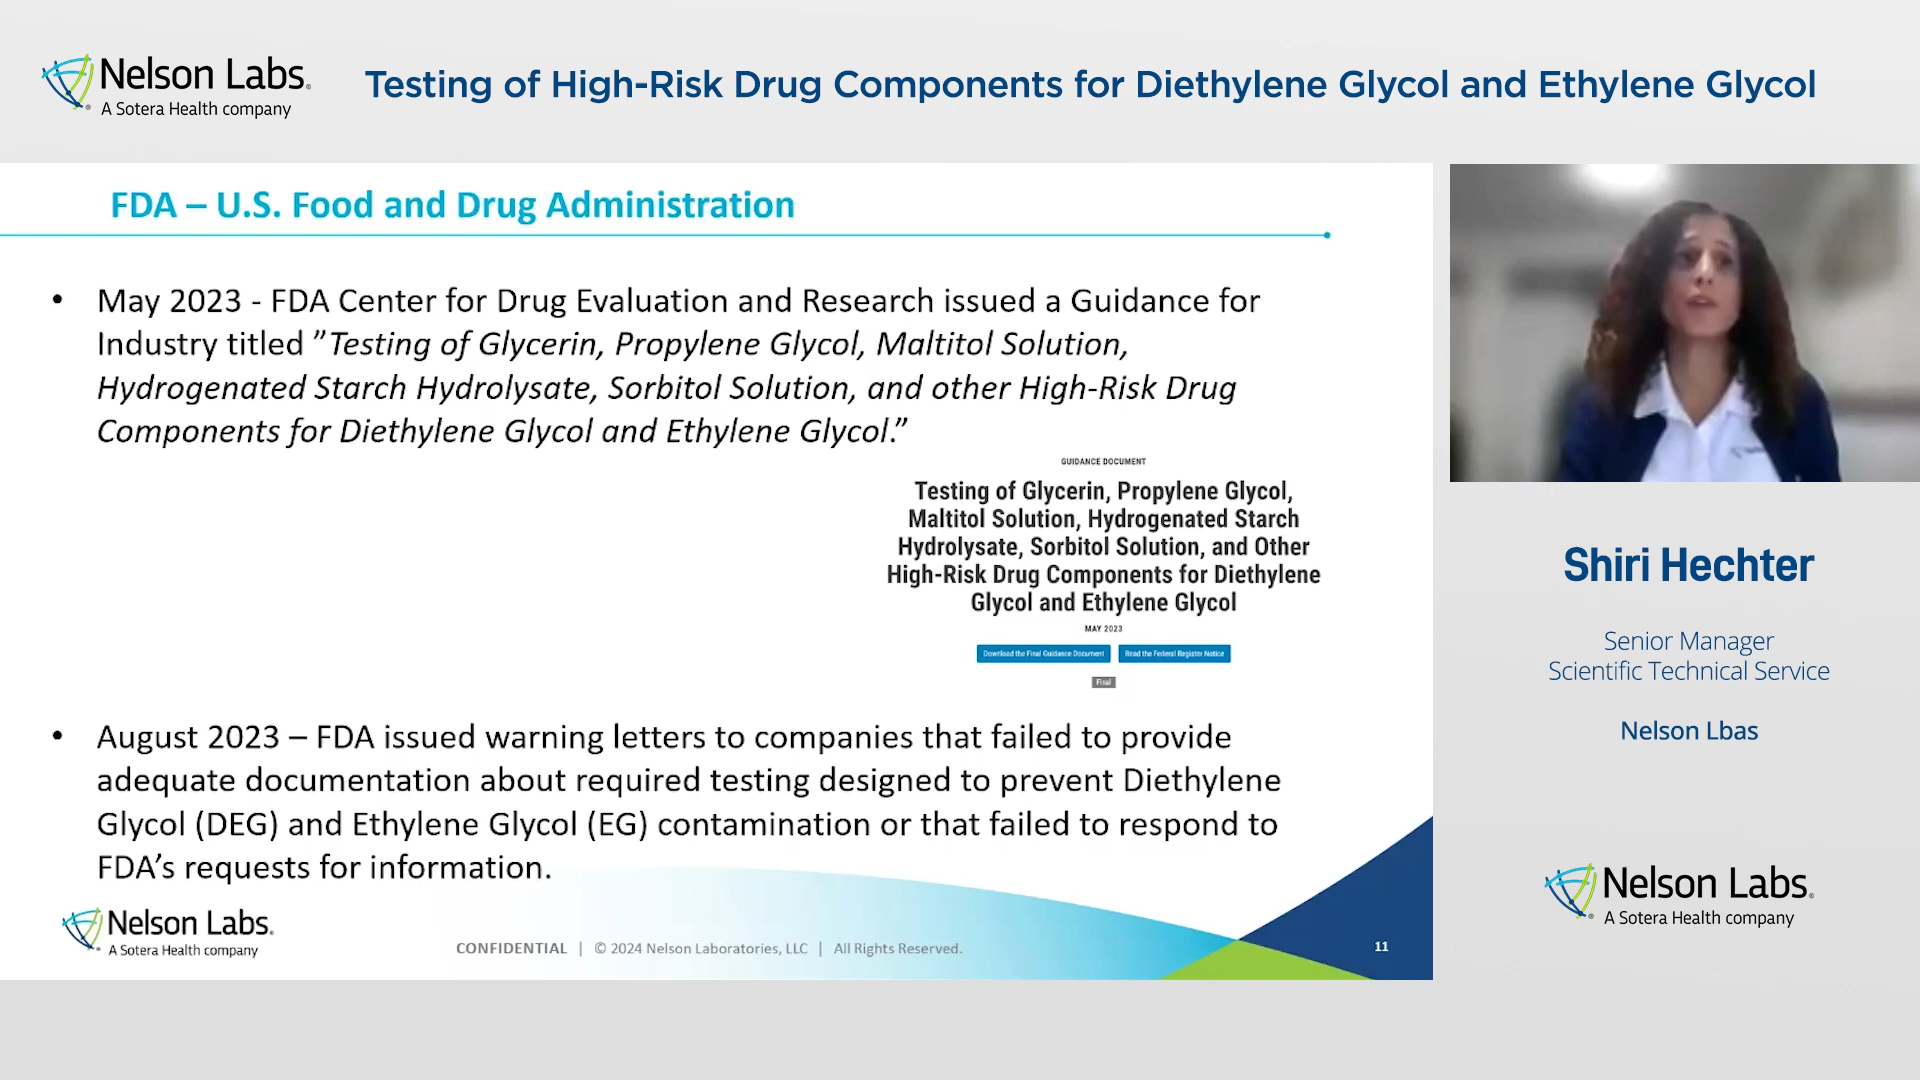 Nelson Labs®
A Sotera Health company
Testing of High-Risk Drug Components for Diethylene Glycol and Ethylene Glycol
FDA – U.S. Food and Drug Administration
• May 2023 - FDA Center for Drug Evaluation and Research issued a Guidance for
Industry titled ”Testing of Glycerin, Propylene Glycol, Maltitol Solution,
Hydrogenated Starch Hydrolysate, Sorbitol Solution, and other High-Risk Drug
Components for Diethylene Glycol and Ethylene Glycol.”
GUIDANCE DOCUMENT
Testing of Glycerin, Propylene Glycol,
Maltitol Solution, Hydrogenated Starch
Hydrolysate, Sorbitol Solution, and Other
High-Risk Drug Components for Diethylene
Glycol and Ethylene Glycol
MAY 2023
Download the Final Guidance Document Read the Federal Register Notice
Final
• August 2023 – FDA issued warning letters to companies that failed to provide
adequate documentation about required testing designed to prevent Diethylene
Glycol (DEG) and Ethylene Glycol (EG) contamination or that failed to respond to
FDA’s requests for information.
Nelson Labs®
A Sotera Health company
CONFIDENTIAL | © 2024 Nelson Laboratories, LLC | All Rights Reserved.
11
Shiri Hechter
Senior Manager
Scientific Technical Service
Nelson Lbas
Nelson Labs®
A Sotera Health company